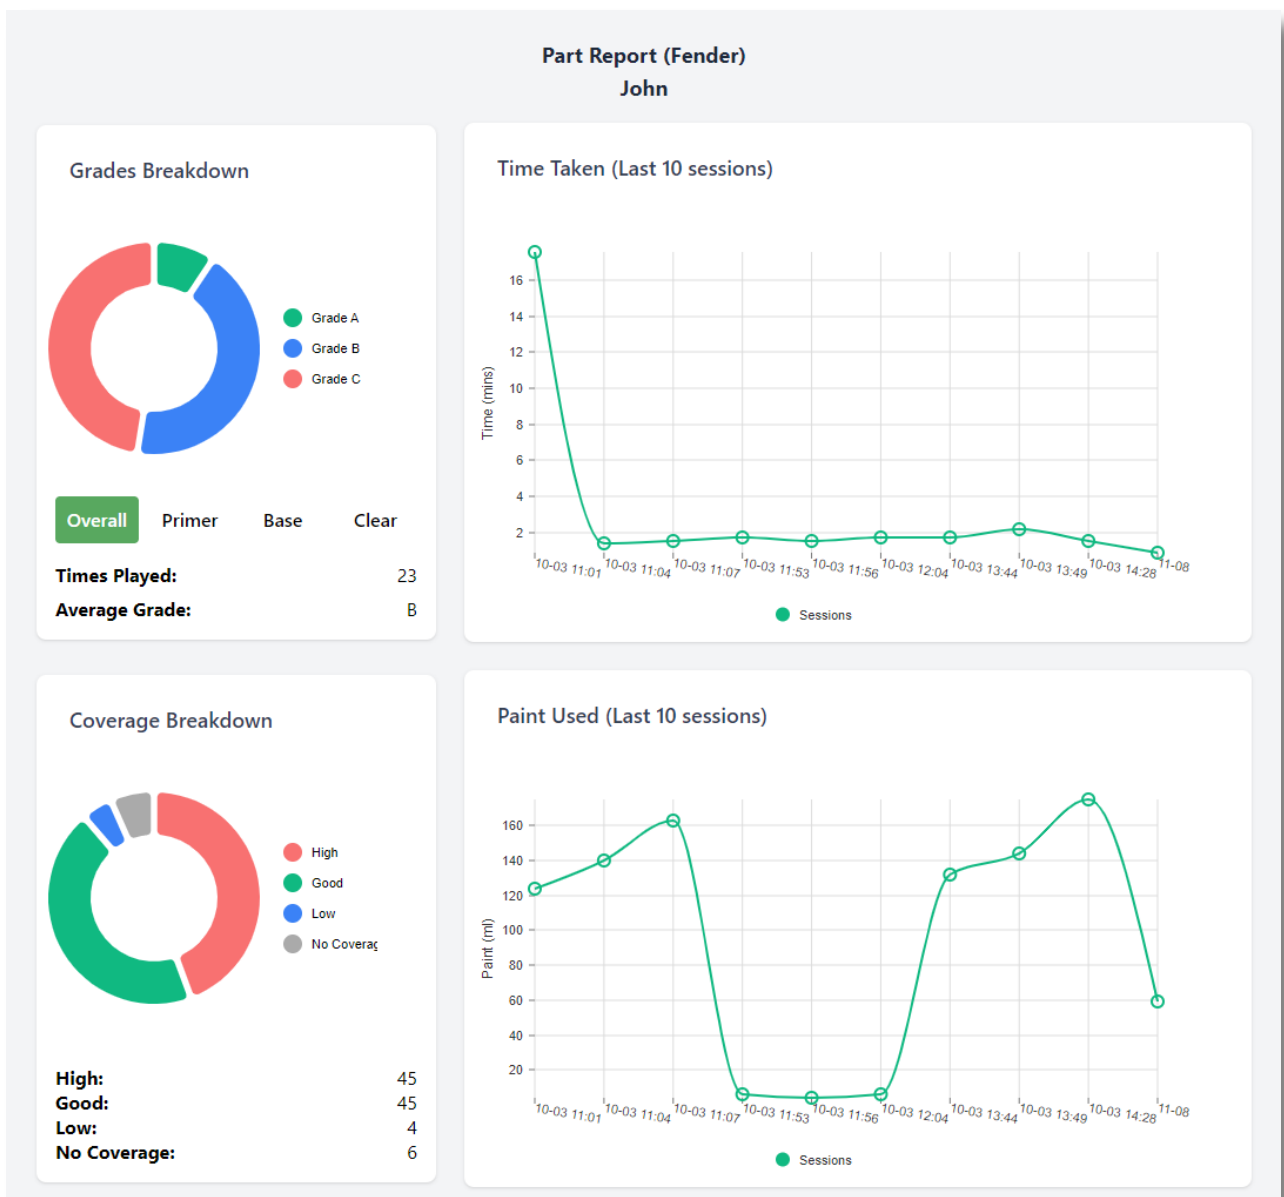 Part Report (Fender)
John
Grades Breakdown
Grade A
Grade B
Grade C
Overall Primer Base Clear
Times Played: 23
Average Grade: B
Time Taken (Last 10 sessions)
Time (mins)
16
14
12
10
8
6
4
2
10-03 11:01 10-03 11:04 10-03 11:07 10-03 11:53 10-03 11:56 10-03 12:04 10-03 13:44 10-03 13:49 10-03 14:28 11-08
Sessions
Coverage Breakdown
High
Good
Low
No Coverag
High: 45
Good: 45
Low: 4
No Coverage: 6
Paint Used (Last 10 sessions)
Paint (ml)
160
140
120
100
80
60
40
20
10-03 11:01 10-03 11:04 10-03 11:07 10-03 11:53 10-03 11:56 10-03 12:04 10-03 13:44 10-03 13:49 10-03 14:28 11-08
Sessions